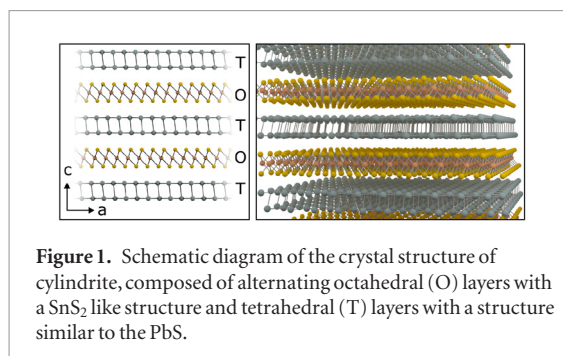 T
O
T
O
T
c
a
Figure 1. Schematic diagram of the crystal structure of
cylindrite, composed of alternating octahedral (O) layers with
a SnS₂ like structure and tetrahedral (T) layers with a structure
similar to the PbS.